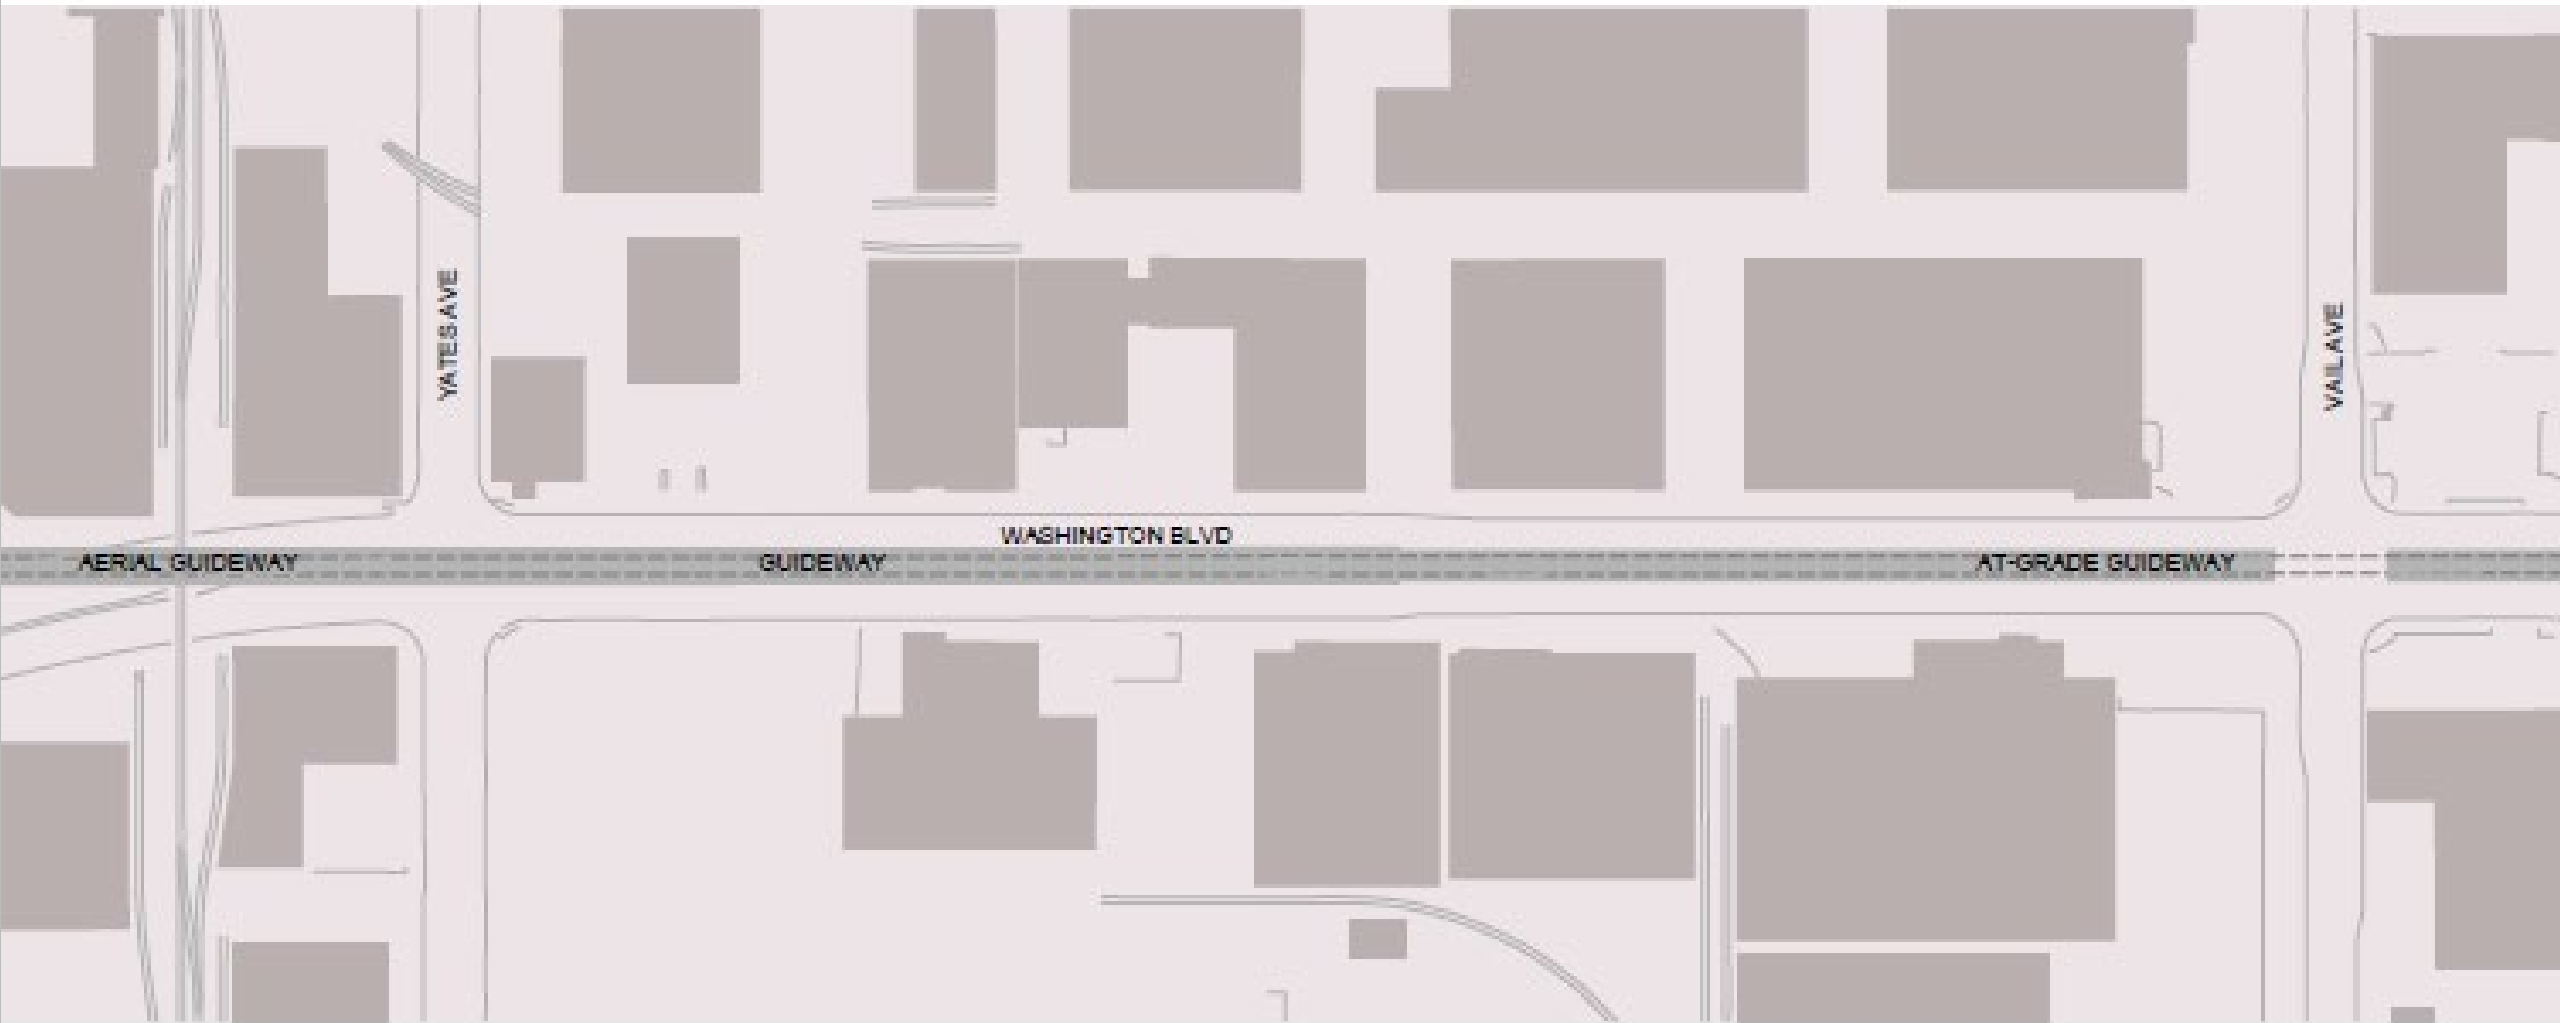 YATES AVE
VAIL AVE
WASHINGTON BLVD
AERIAL GUIDEWAY
GUIDEWAY
AT-GRADE GUIDEWAY